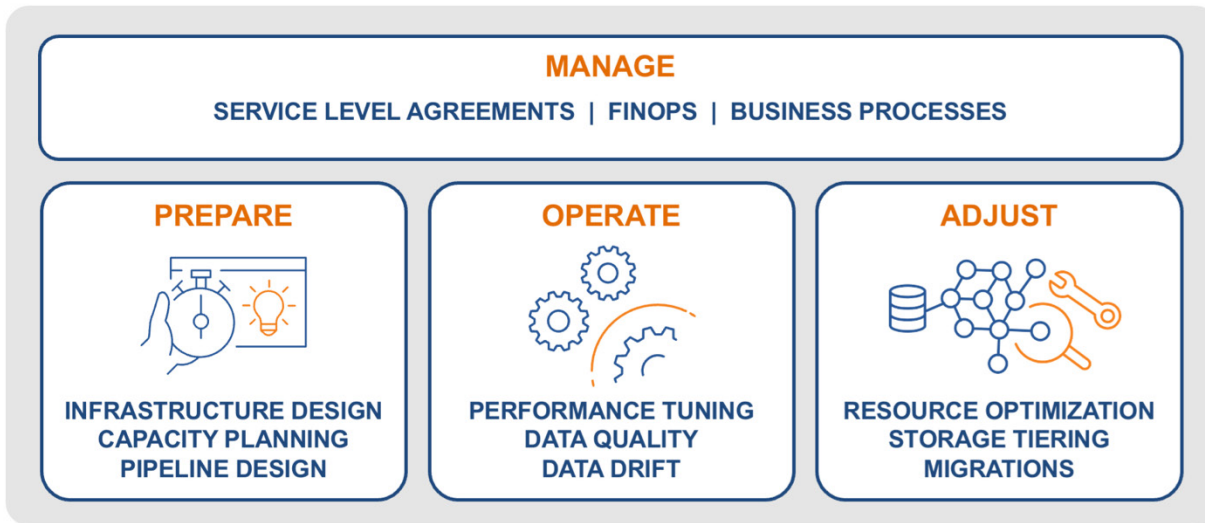 MANAGE
SERVICE LEVEL AGREEMENTS | FINOPS | BUSINESS PROCESSES
PREPARE
INFRASTRUCTURE DESIGN
CAPACITY PLANNING
PIPELINE DESIGN
OPERATE
PERFORMANCE TUNING
DATA QUALITY
DATA DRIFT
ADJUST
RESOURCE OPTIMIZATION
STORAGE TIERING
MIGRATIONS